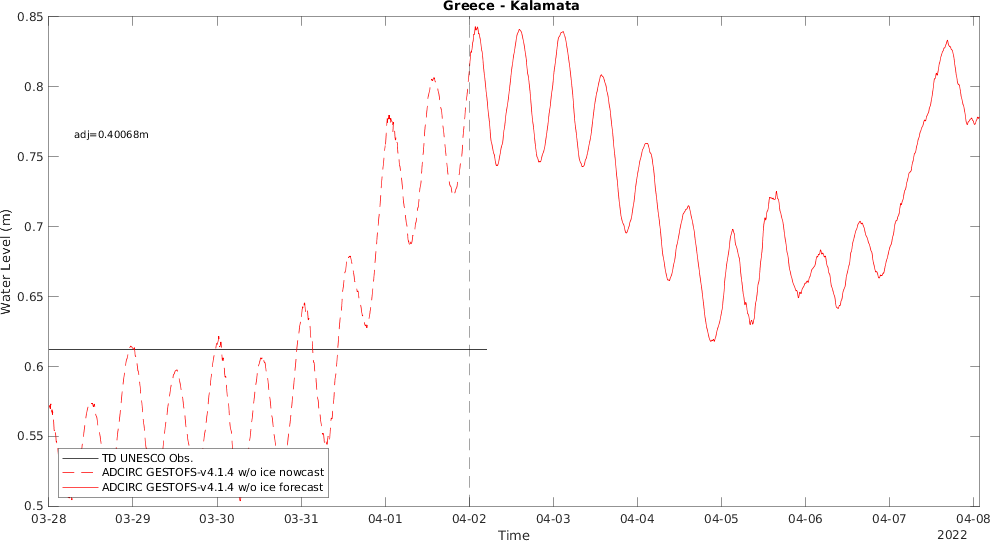 Greece - Kalamata
0.85
0.8
0.75
0.7
0.65
0.6
0.55
0.5
Water Level (m)
adj=0.40068m
TD UNESCO Obs.
ADCIRC GESTOFS-v4.1.4 w/o ice nowcast
ADCIRC GESTOFS-v4.1.4 w/o ice forecast
03-28 03-29 03-30 03-31 04-01 04-02 04-03 04-04 04-05 04-06 04-07 04-08
Time
2022